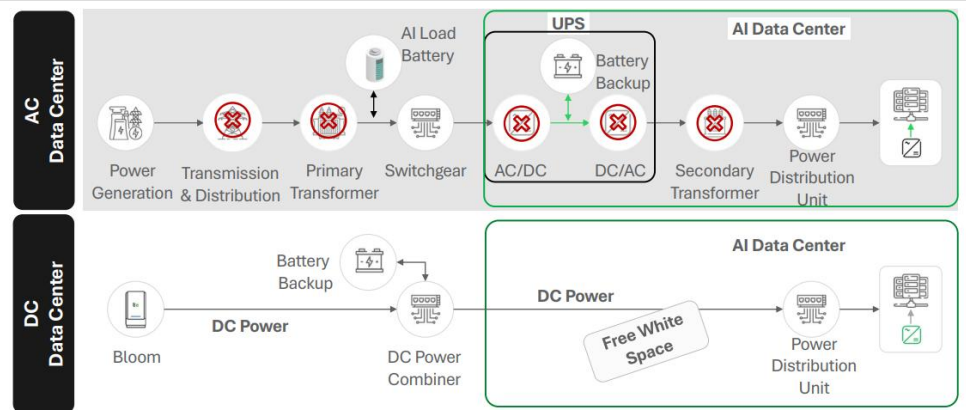 AC
Data Center
UPS
AI Data Center
AI Load
Battery
Battery
Backup
Power
Generation
Transmission
& Distribution
Primary
Transformer
Switchgear
AC/DC
DC/AC
Secondary
Transformer
Power
Distribution
Unit
DC
Data Center
AI Data Center
Battery
Backup
DC Power
DC Power
Free White
Space
Bloom
DC Power
Combiner
Power
Distribution
Unit